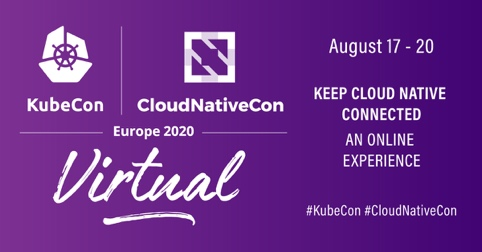 KubeCon
CloudNativeCon
Europe 2020
Virtual
August 17 - 20
KEEP CLOUD NATIVE
CONNECTED
AN ONLINE
EXPERIENCE
#KubeCon #CloudNativeCon